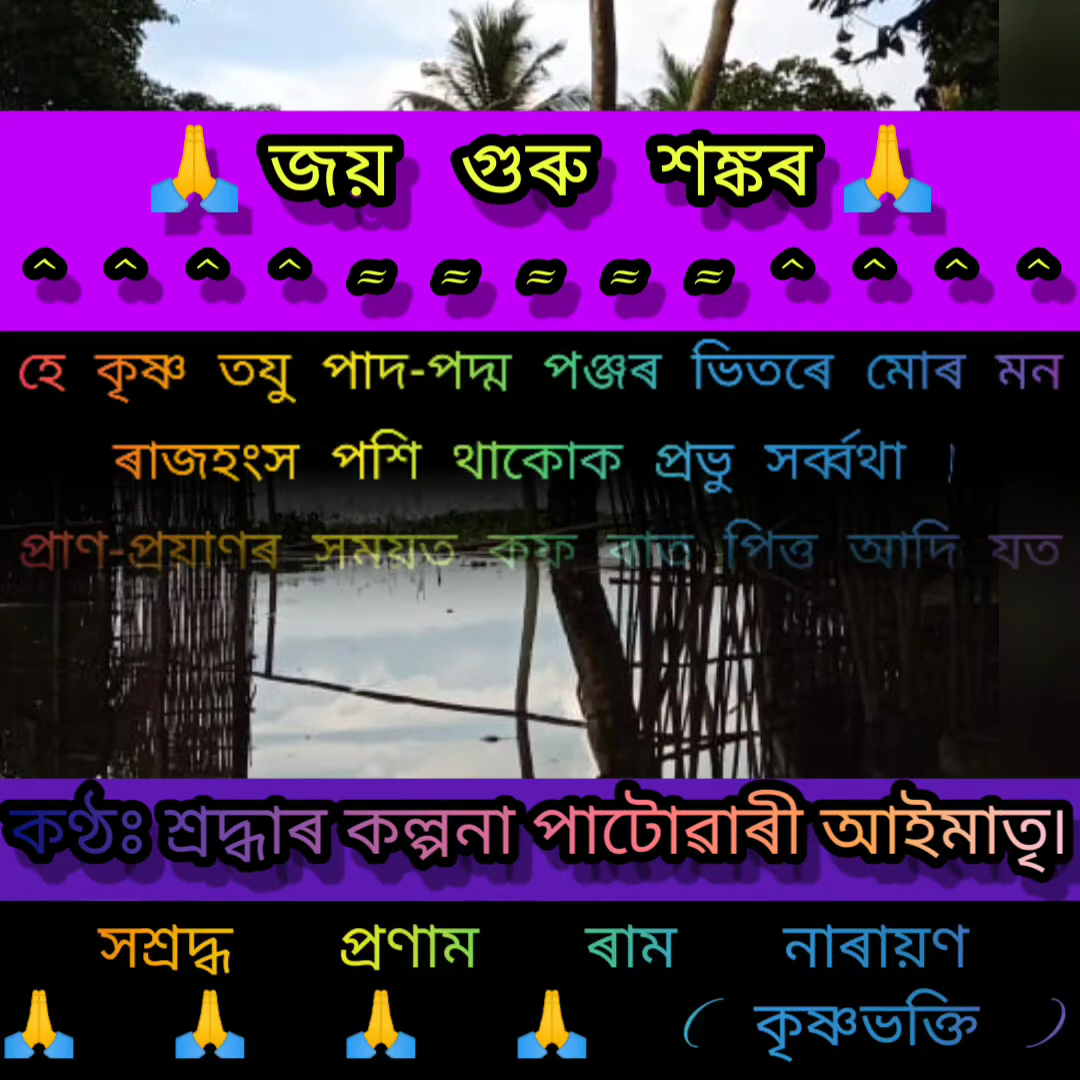 🙏 জয় গুৰু শঙ্কৰ 🙏
^ ^ ^ ^ ≈ ≈ ≈ ≈ ≈ ^ ^ ^ ^
হে কৃষ্ণ তযু পাদ-পদ্ম পঞ্জৰ ভিতৰে মোৰ মন
ৰাজহংস পশি থাকোক প্ৰভু সৰ্ব্বথা ।
প্ৰাণ-প্ৰয়াণৰ সময়ত কফ বাত পিত্ত আদি যত
কণ্ঠঃ শ্ৰদ্ধাৰ কল্পনা পাটোৱাৰী আইমাতৃ।
সশ্ৰদ্ধ প্ৰণাম ৰাম নাৰায়ণ
🙏 🙏 🙏 🙏 ( কৃষ্ণভক্তি )